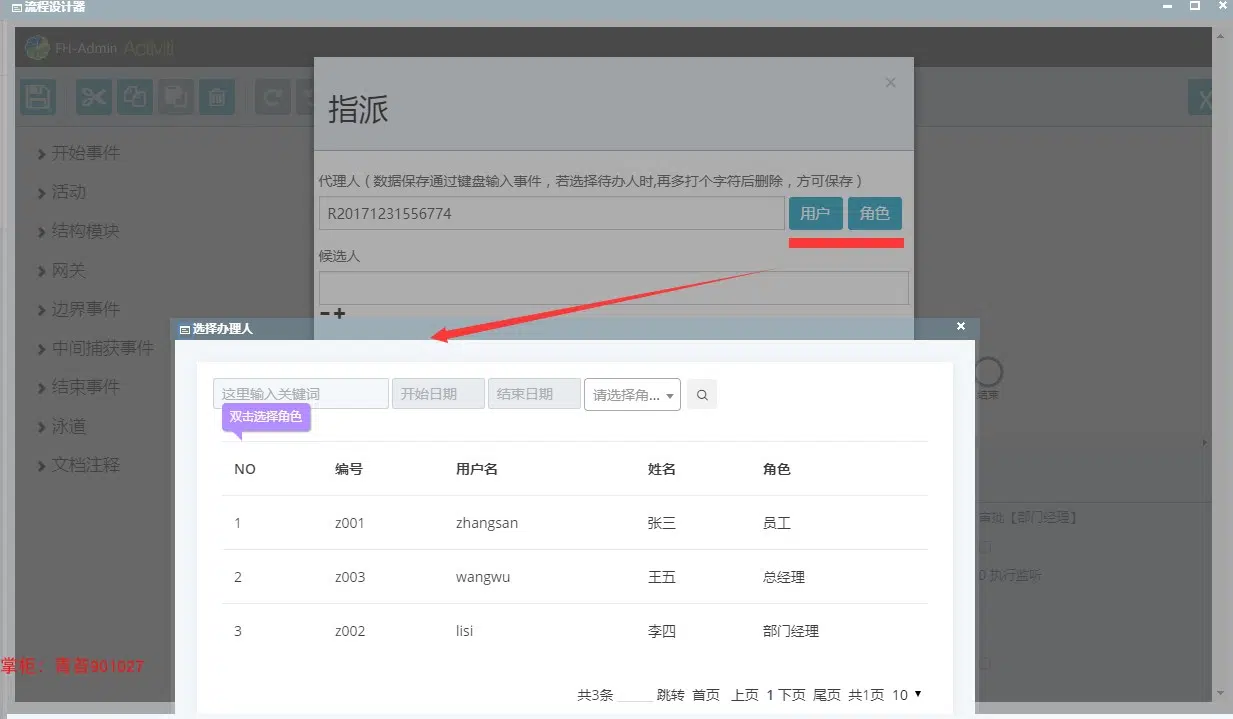 流程设计器
FH-Admin Activiti
指派
开始事件
活动
结构模块
网关
边界事件
中间捕获事件
结束事件
泳道
文档注释
代理人（数据保存通过键盘输入事件，若选择待办人时,再多打个字符后删除，方可保存）
R20171231556774 用户 角色
候选人
选择办理人
这里输入关键词 开始日期 结束日期 请选择角...
双击选择角色
NO 编号 用户名 姓名 角色
1 z001 zhangsan 张三 员工
2 z003 wangwu 王五 总经理
3 z002 lisi 李四 部门经理
共3条 跳转 首页 上页 1 下页 尾页 共1页 10
结束
审批【部门经理】
0 执行监听
掌柜：青苔901027